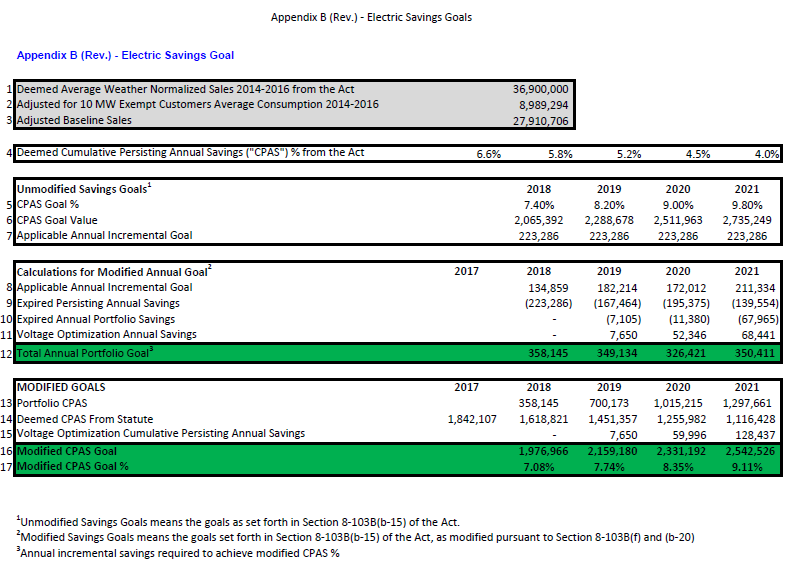 Appendix B (Rev.) - Electric Savings Goals
Appendix B (Rev.) - Electric Savings Goal
1 Deemed Average Weather Normalized Sales 2014-2016 from the Act 36,900,000
2 Adjusted for 10 MW Exempt Customers Average Consumption 2014-2016 8,989,294
3 Adjusted Baseline Sales 27,910,706
4 Deemed Cumulative Persisting Annual Savings ("CPAS") % from the Act 6.6% 5.8% 5.2% 4.5% 4.0%
Unmodified Savings Goals1 2018 2019 2020 2021
5 CPAS Goal % 7.40% 8.20% 9.00% 9.80%
6 CPAS Goal Value 2,065,392 2,288,678 2,511,963 2,735,249
7 Applicable Annual Incremental Goal 223,286 223,286 223,286 223,286
Calculations for Modified Annual Goal2 2017 2018 2019 2020 2021
8 Applicable Annual Incremental Goal 134,859 182,214 172,012 211,334
9 Expired Persisting Annual Savings (223,286) (167,464) (195,375) (139,554)
10 Expired Annual Portfolio Savings - (7,105) (11,380) (67,965)
11 Voltage Optimization Annual Savings - 7,650 52,346 68,441
12 Total Annual Portfolio Goal3 358,145 349,134 326,421 350,411
MODIFIED GOALS 2017 2018 2019 2020 2021
13 Portfolio CPAS 358,145 700,173 1,015,215 1,297,661
14 Deemed CPAS From Statute 1,842,107 1,618,821 1,451,357 1,255,982 1,116,428
15 Voltage Optimization Cumulative Persisting Annual Savings - 7,650 59,996 128,437
16 Modified CPAS Goal 1,976,966 2,159,180 2,331,192 2,542,526
17 Modified CPAS Goal % 7.08% 7.74% 8.35% 9.11%
1Unmodified Savings Goals means the goals as set forth in Section 8-103B(b-15) of the Act.
2Modified Savings Goals means the goals set forth in Section 8-103B(b-15) of the Act, as modified pursuant to Section 8-103B(f) and (b-20)
3Annual incremental savings required to achieve modified CPAS %